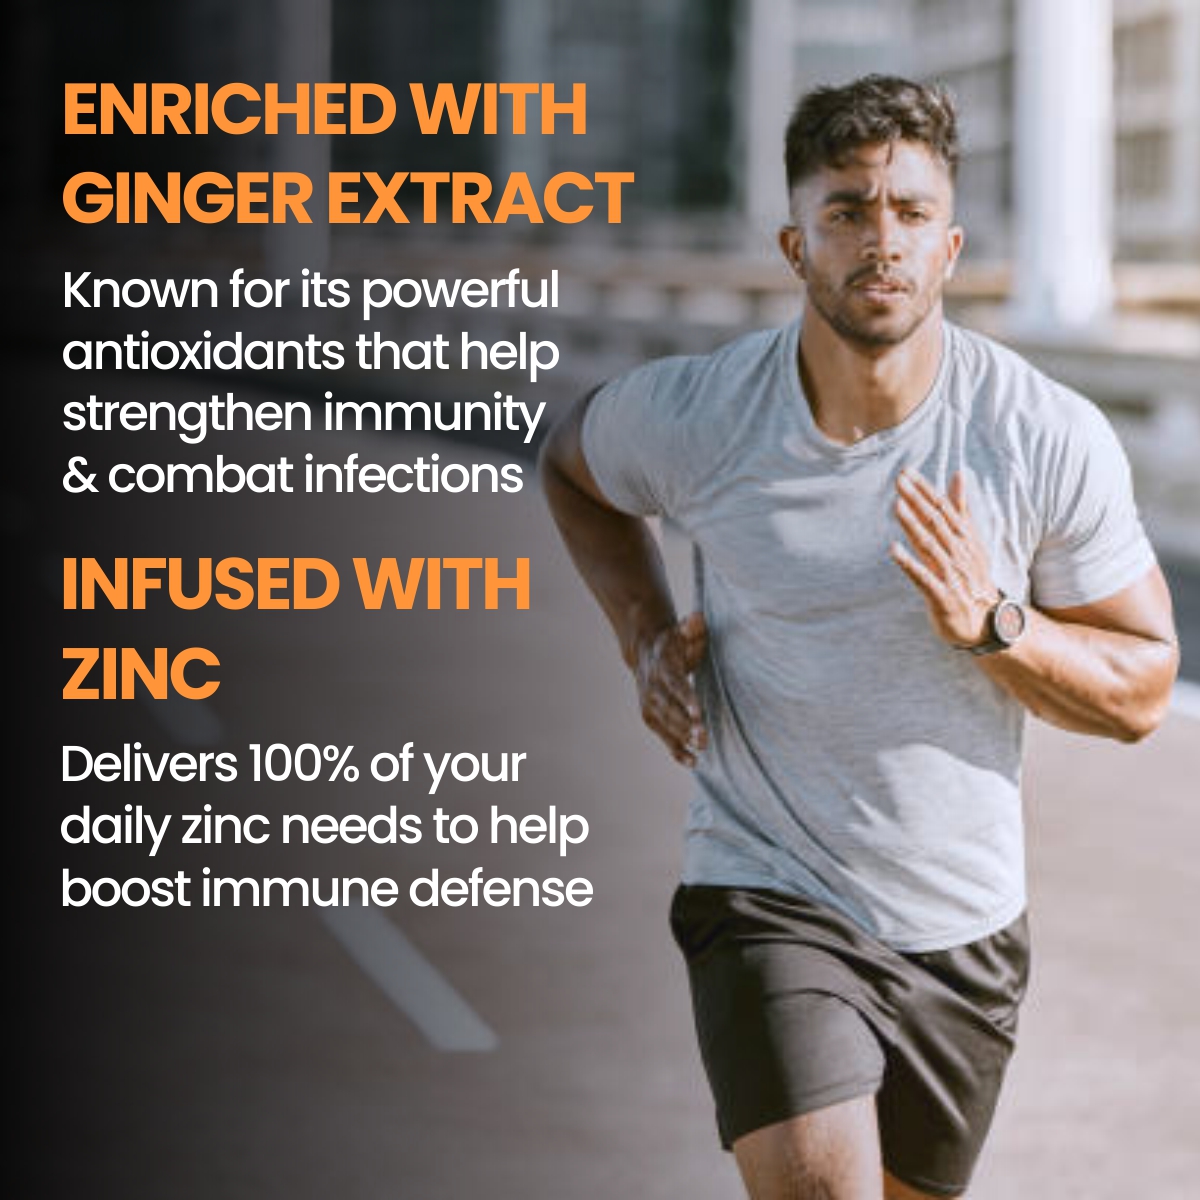 ENRICHED WITH
GINGER EXTRACT
Known for its powerful
antioxidants that help
strengthen immunity
& combat infections
INFUSED WITH
ZINC
Delivers 100% of your
daily zinc needs to help
boost immune defense